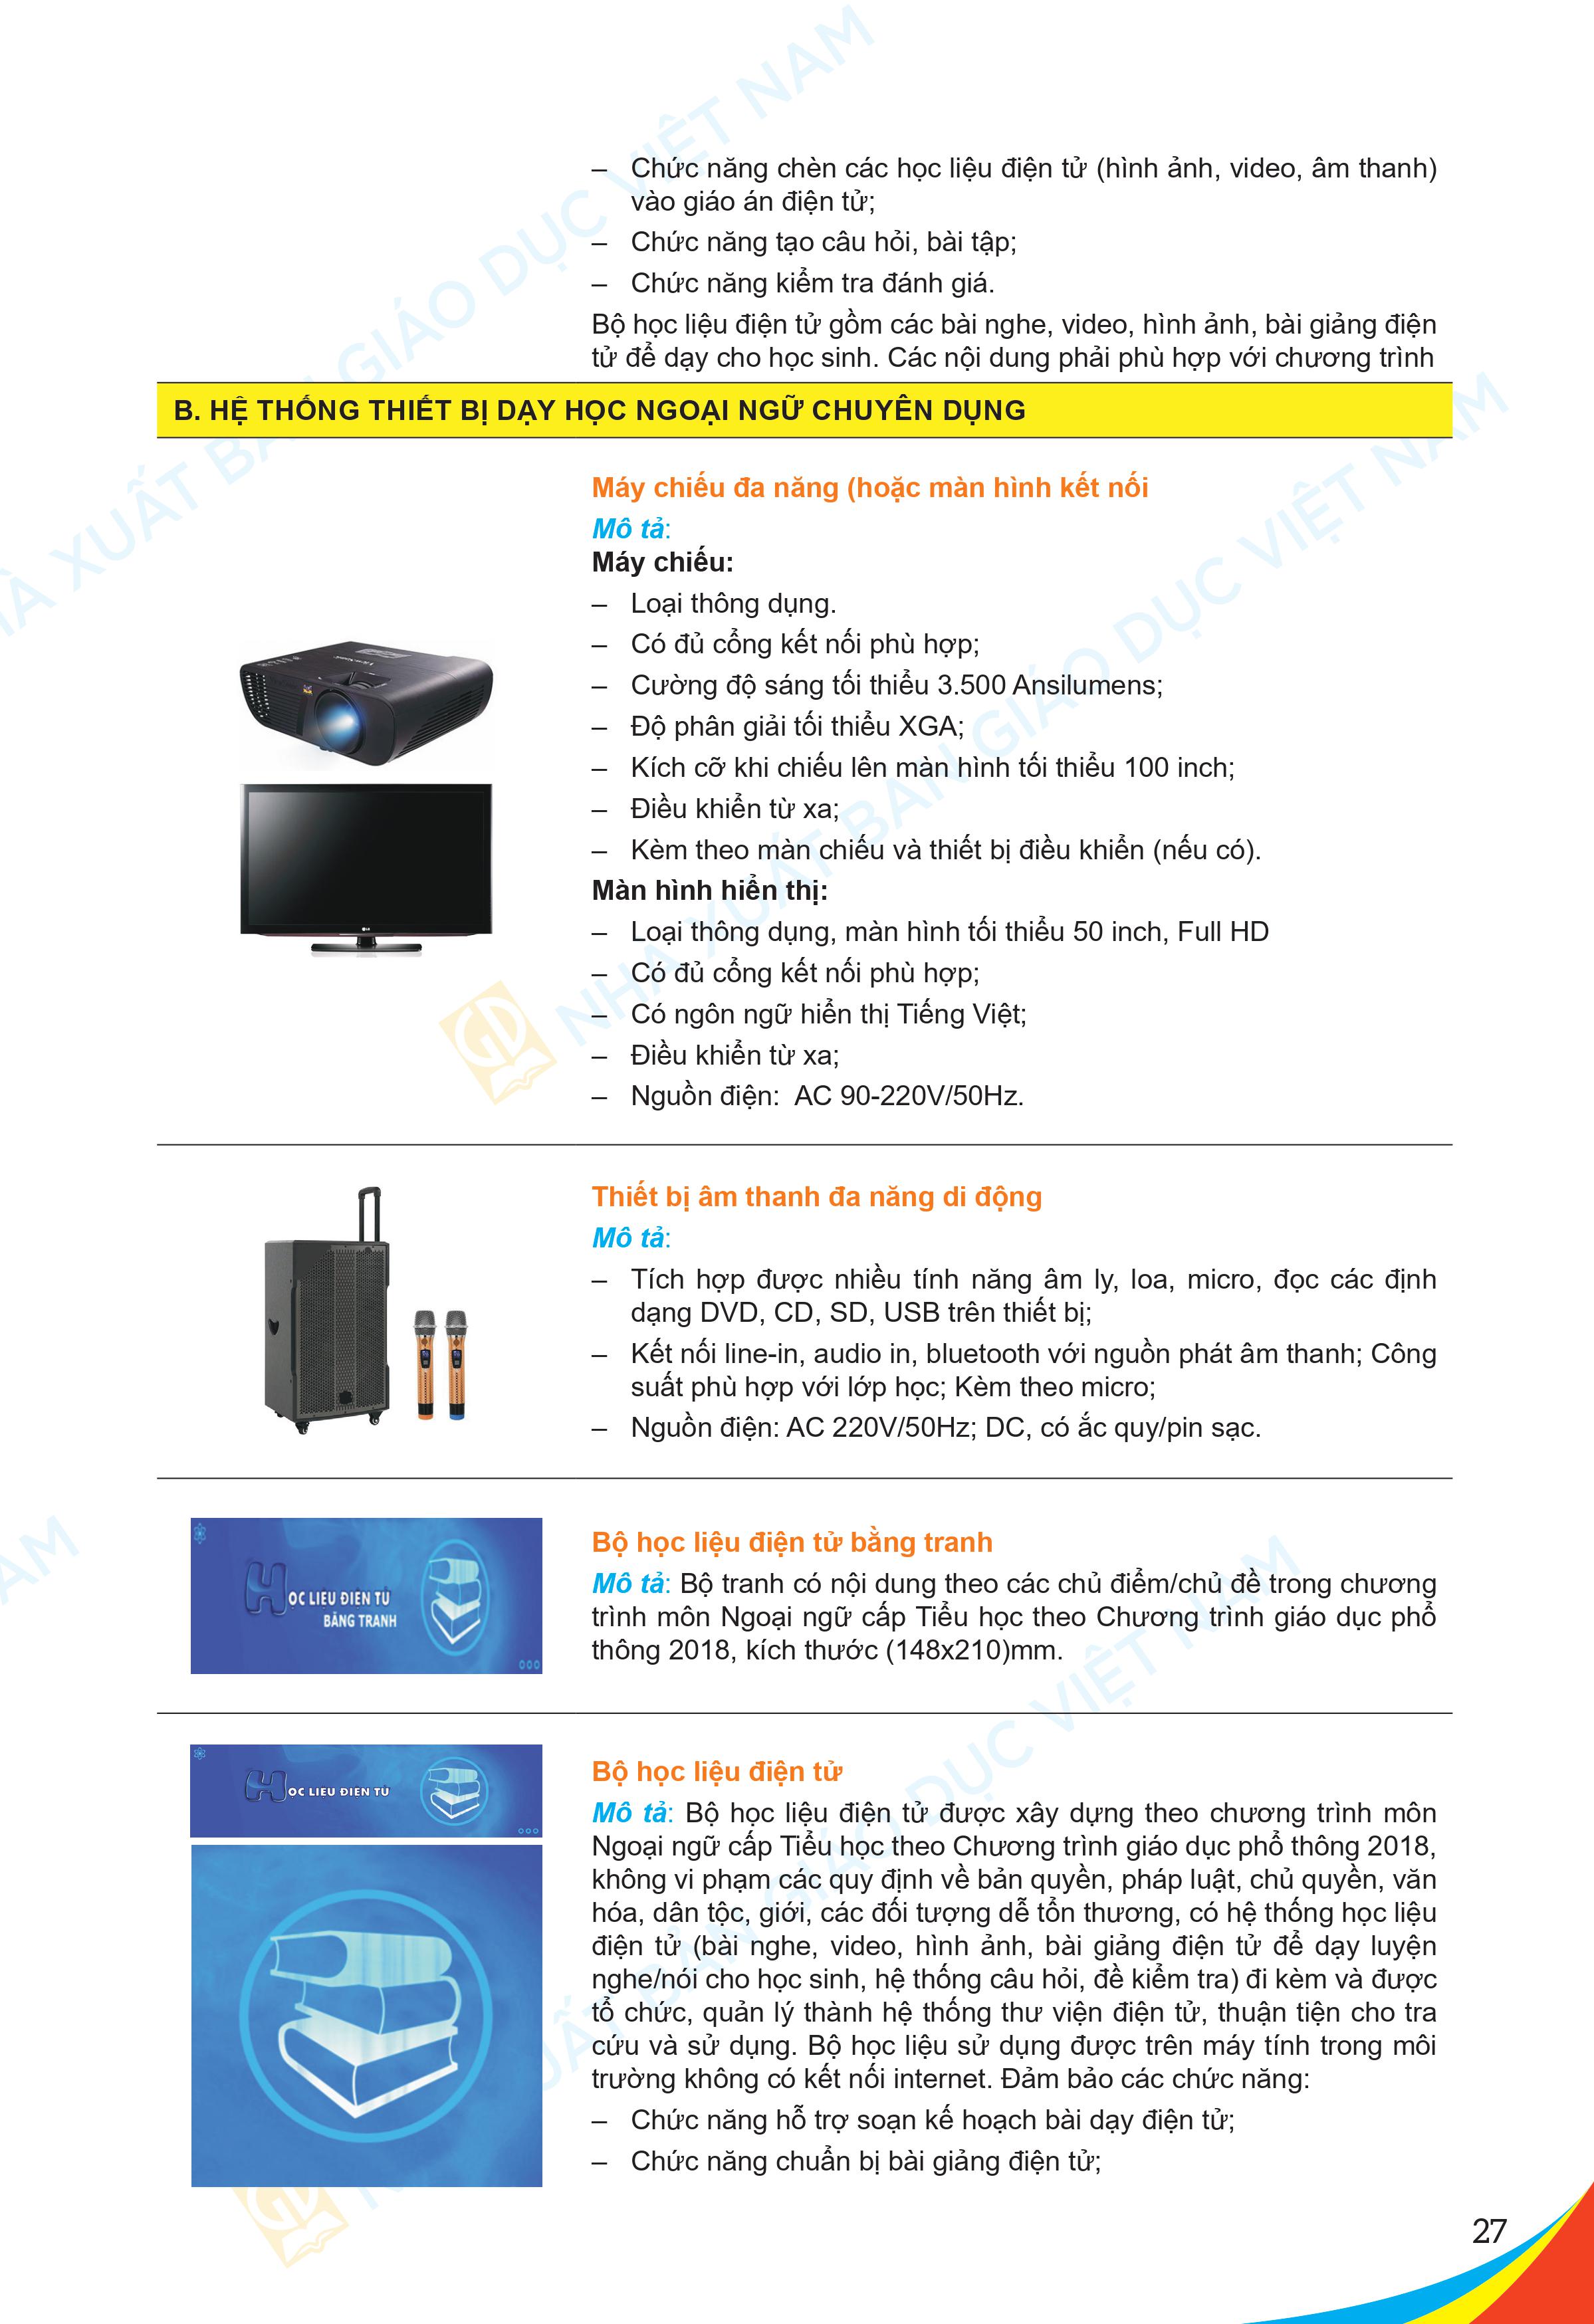 – Chức năng chèn các học liệu điện tử (hình ảnh, video, âm thanh)
vào giáo án điện tử;
– Chức năng tạo câu hỏi, bài tập;
– Chức năng kiểm tra đánh giá.
Bộ học liệu điện tử gồm các bài nghe, video, hình ảnh, bài giảng điện
tử để dạy cho học sinh. Các nội dung phải phù hợp với chương trình
B. HỆ THỐNG THIẾT BỊ DẠY HỌC NGOẠI NGỮ CHUYÊN DỤNG
Máy chiếu đa năng (hoặc màn hình kết nối
Mô tả:
Máy chiếu:
– Loại thông dụng.
– Có đủ cổng kết nối phù hợp;
– Cường độ sáng tối thiểu 3.500 Ansilumens;
– Độ phân giải tối thiểu XGA;
– Kích cỡ khi chiếu lên màn hình tối thiểu 100 inch;
– Điều khiển từ xa;
– Kèm theo màn chiếu và thiết bị điều khiển (nếu có).
Màn hình hiển thị:
– Loại thông dụng, màn hình tối thiểu 50 inch, Full HD
– Có đủ cổng kết nối phù hợp;
– Có ngôn ngữ hiển thị Tiếng Việt;
– Điều khiển từ xa;
– Nguồn điện: AC 90-220V/50Hz.
Thiết bị âm thanh đa năng di động
Mô tả:
– Tích hợp được nhiều tính năng âm ly, loa, micro, đọc các định
dạng DVD, CD, SD, USB trên thiết bị;
– Kết nối line-in, audio in, bluetooth với nguồn phát âm thanh; Công
suất phù hợp với lớp học; Kèm theo micro;
– Nguồn điện: AC 220V/50Hz; DC, có ắc quy/pin sạc.
HỌC LIỆU ĐIỆN TỬ
BẰNG TRANH
Bộ học liệu điện tử bằng tranh
Mô tả: Bộ tranh có nội dung theo các chủ điểm/chủ đề trong chương
trình môn Ngoại ngữ cấp Tiểu học theo Chương trình giáo dục phổ
thông 2018, kích thước (148x210)mm.
HỌC LIỆU ĐIỆN TỬ
Bộ học liệu điện tử
Mô tả: Bộ học liệu điện tử được xây dựng theo chương trình môn
Ngoại ngữ cấp Tiểu học theo Chương trình giáo dục phổ thông 2018,
không vi phạm các quy định về bản quyền, pháp luật, chủ quyền, văn
hóa, dân tộc, giới, các đối tượng dễ tổn thương, có hệ thống học liệu
điện tử (bài nghe, video, hình ảnh, bài giảng điện tử để dạy luyện
nghe/nói cho học sinh, hệ thống câu hỏi, đề kiểm tra) đi kèm và được
tổ chức, quản lý thành hệ thống thư viện điện tử, thuận tiện cho tra
cứu và sử dụng. Bộ học liệu sử dụng được trên máy tính trong môi
trường không có kết nối internet. Đảm bảo các chức năng:
– Chức năng hỗ trợ soạn kế hoạch bài dạy điện tử;
– Chức năng chuẩn bị bài giảng điện tử;
27
NHÀ XUẤT BẢN GIÁO DỤC VIỆT NAM